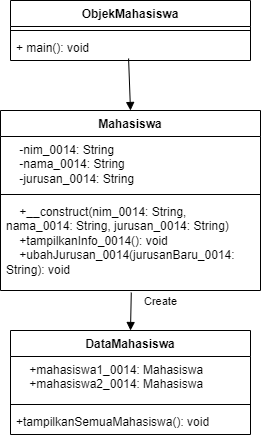 ObjekMahasiswa
+ main(): void
Mahasiswa
-nim_0014: String
-nama_0014: String
-jurusan_0014: String
+__construct(nim_0014: String,
nama_0014: String, jurusan_0014: String)
+tampilkanInfo_0014(): void
+ubahJurusan_0014(jurusanBaru_0014:
String): void
Create
DataMahasiswa
+mahasiswa1_0014: Mahasiswa
+mahasiswa2_0014: Mahasiswa
+tampilkanSemuaMahasiswa(): void